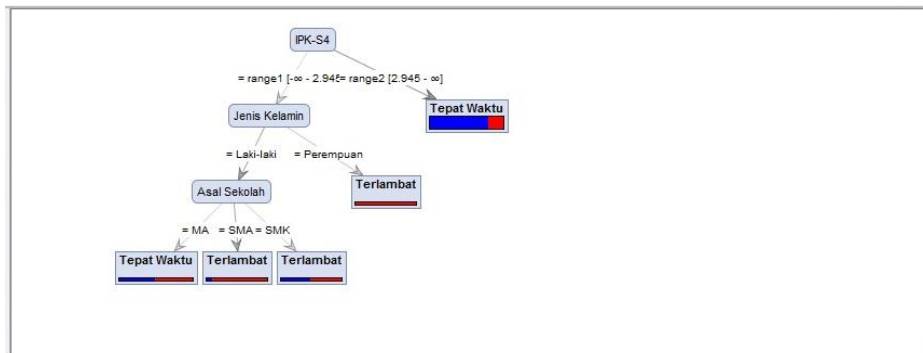 IPK-S4
= range1 [-∞ - 2.945
= range2 [2.945 - ∞]
Tepat Waktu
Jenis Kelamin
= Laki-laki
= Perempuan
Terlambat
Asal Sekolah
= MA
= SMA
= SMK
Tepat Waktu
Terlambat
Terlambat